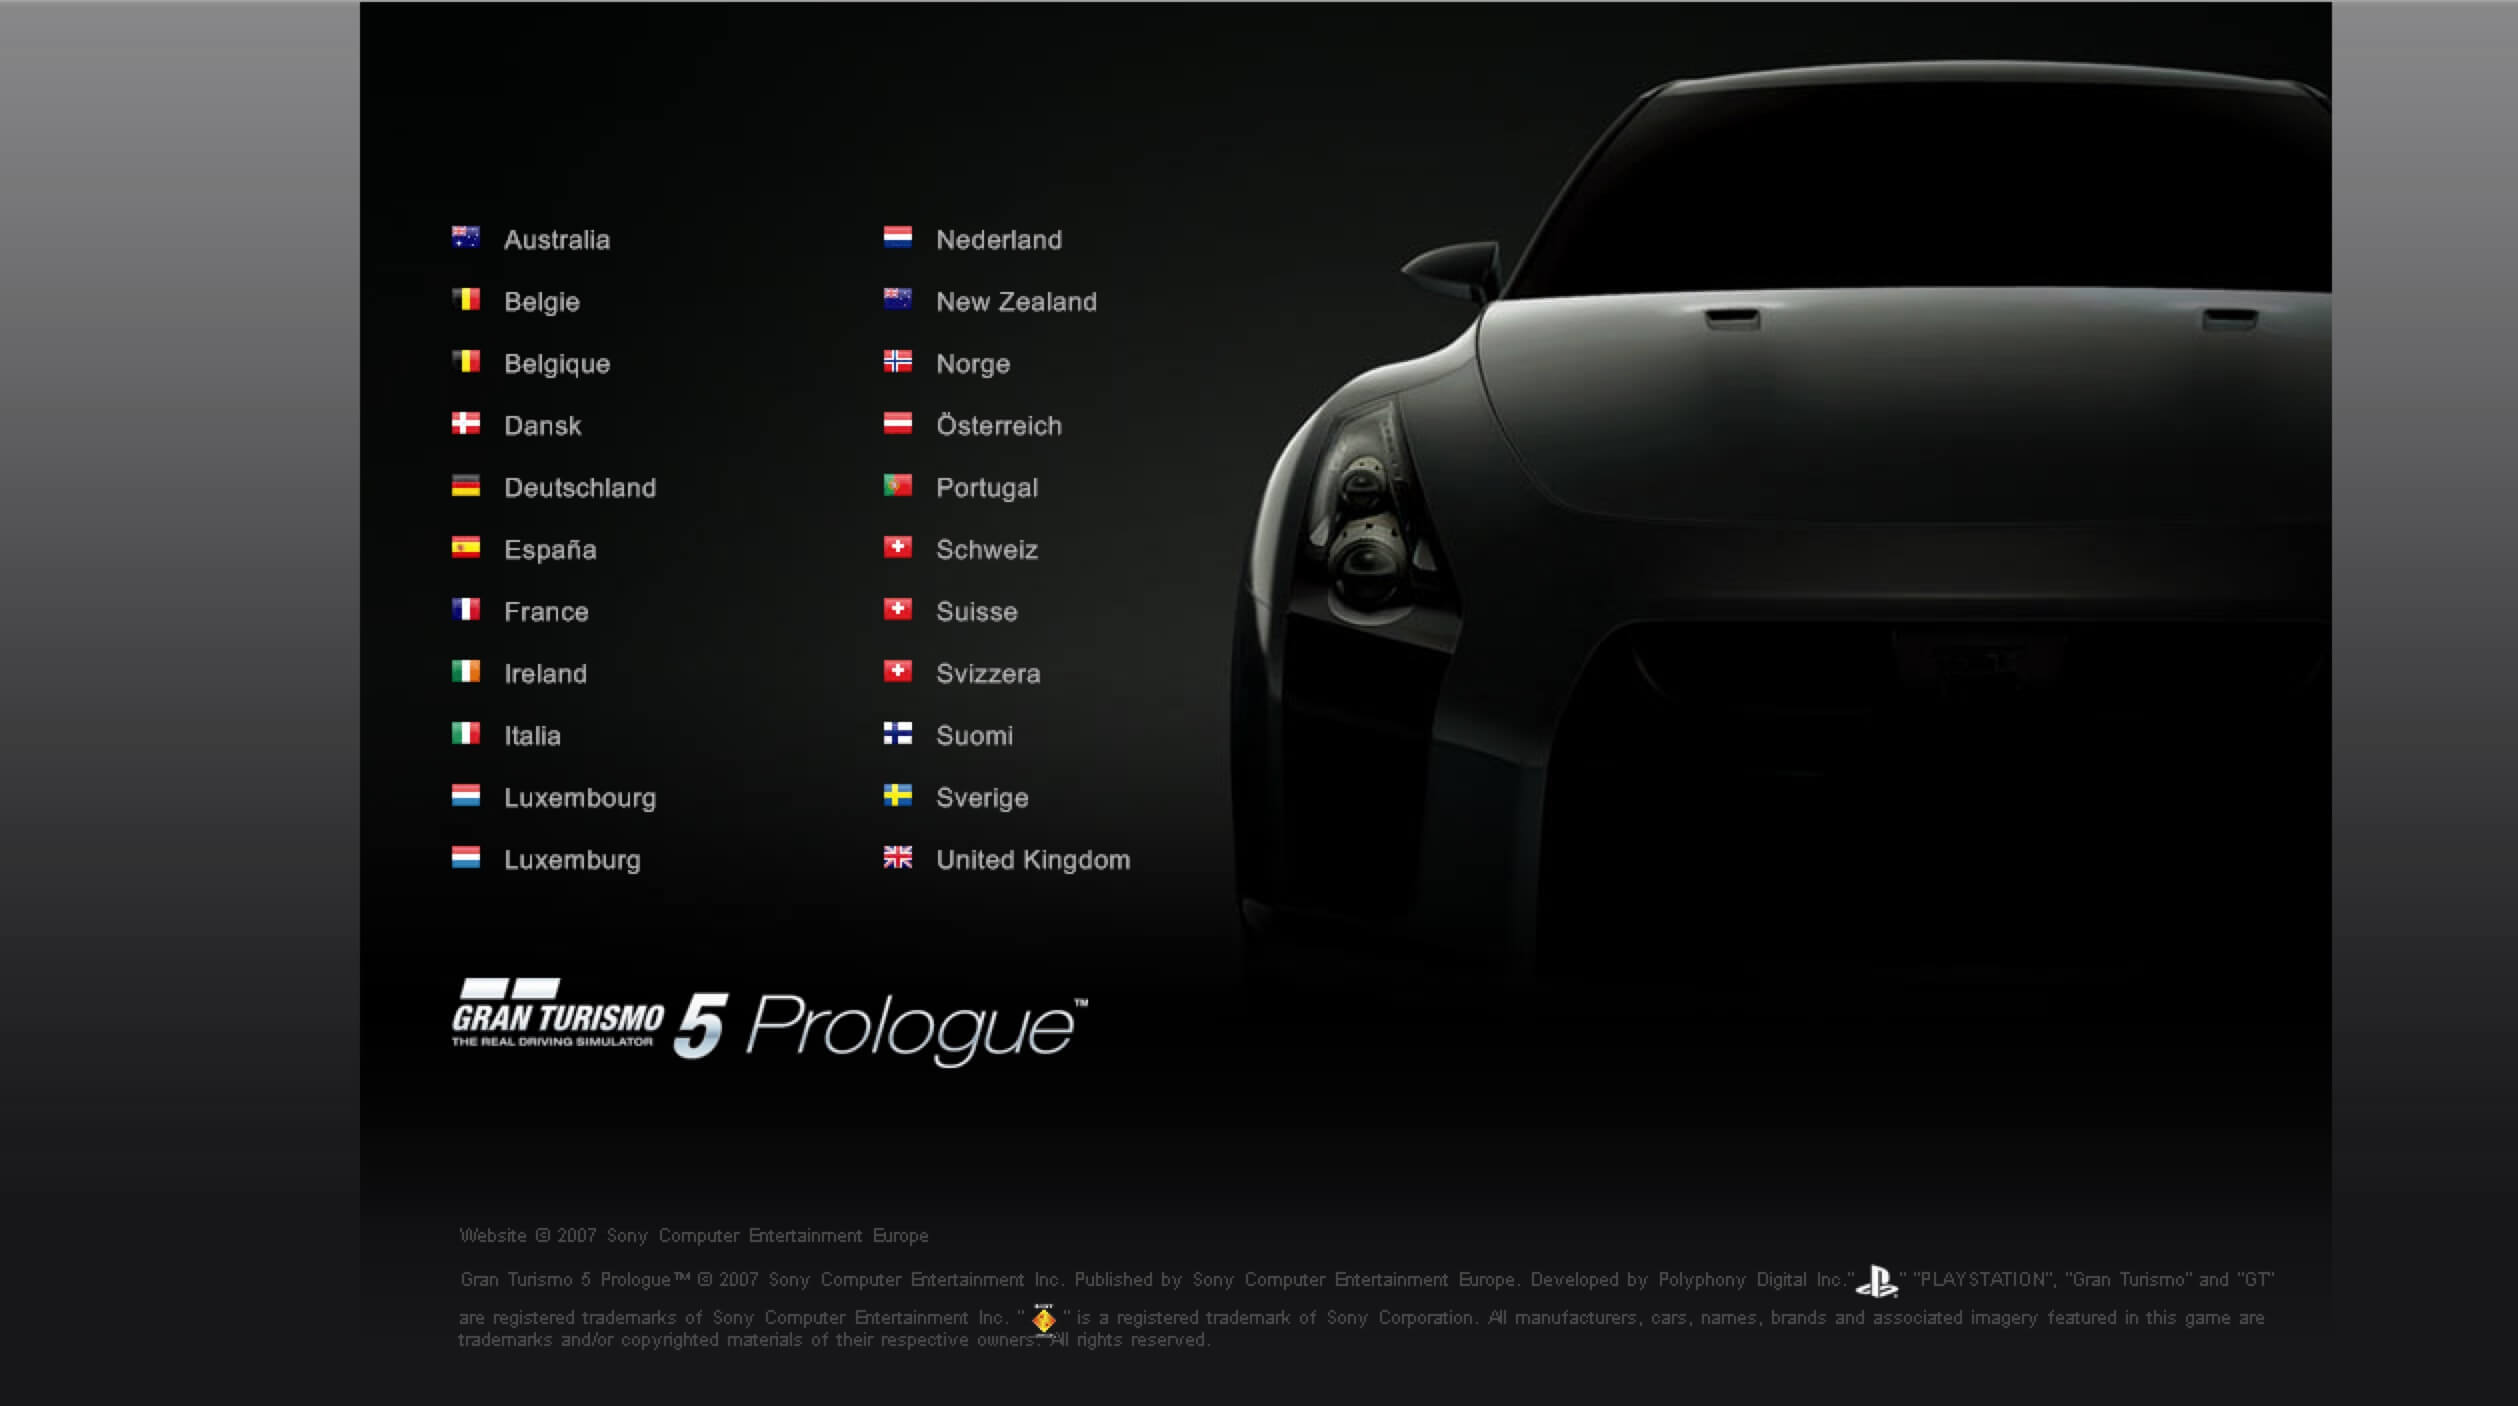 Australia
Belgie
Belgique
Dansk
Deutschland
España
France
Ireland
Italia
Luxembourg
Luxemburg
Nederland
New Zealand
Norge
Österreich
Portugal
Schweiz
Suisse
Svizzera
Suomi
Sverige
United Kingdom
GRAN TURISMO 5 Prologue™
THE REAL DRIVING SIMULATOR
Website © 2007 Sony Computer Entertainment Europe
Gran Turismo 5 Prologue™ © 2007 Sony Computer Entertainment Inc. Published by Sony Computer Entertainment Europe. Developed by Polyphony Digital Inc." " "PLAYSTATION", "Gran Turismo" and "GT"
are registered trademarks of Sony Computer Entertainment Inc. " " is a registered trademark of Sony Corporation. All manufacturers, cars, names, brands and associated imagery featured in this game are
trademarks and/or copyrighted materials of their respective owners. All rights reserved.